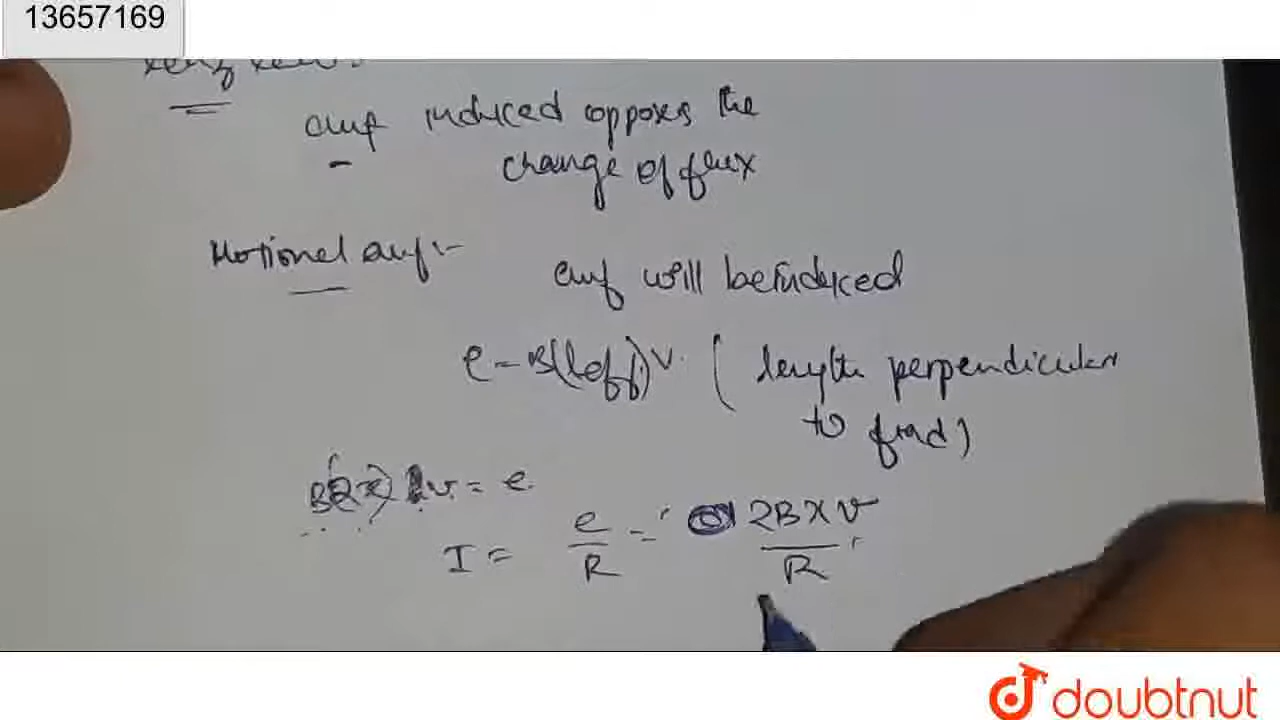 13657169
emf induced opposes the
change of flux
Motional emf :-
emf will be induced
e = B(leff) V. ( length perpendicular
to
B(2x) v = e.
I = e/R = 2BXV/R
doubtnut